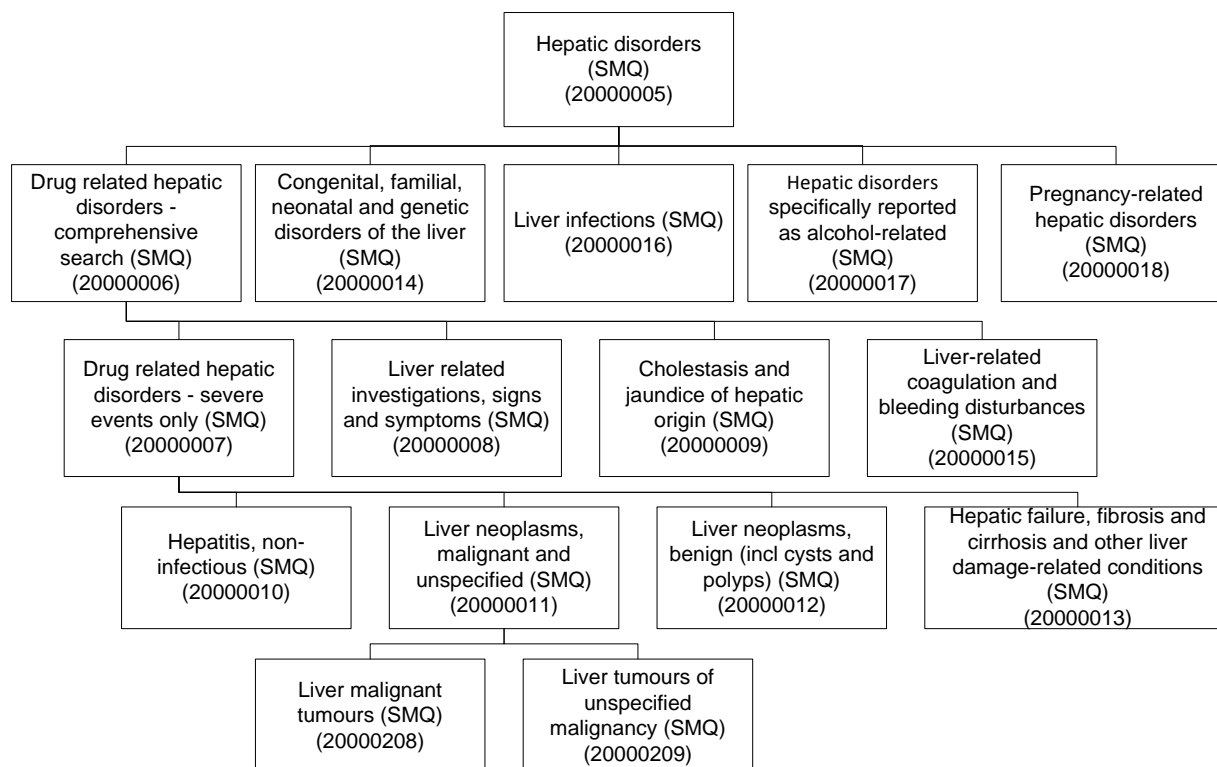 Hepatic disorders
(SMQ)
(20000005)
Drug related hepatic
disorders -
comprehensive
search (SMQ)
(20000006)
Congenital, familial,
neonatal and genetic
disorders of the liver
(SMQ)
(20000014)
Liver infections (SMQ)
(20000016)
Hepatic disorders
specifically reported
as alcohol-related
(SMQ)
(20000017)
Pregnancy-related
hepatic disorders
(SMQ)
(20000018)
Drug related hepatic
disorders - severe
events only (SMQ)
(20000007)
Liver related
investigations, signs
and symptoms (SMQ)
(20000008)
Cholestasis and
jaundice of hepatic
origin (SMQ)
(20000009)
Liver-related
coagulation and
bleeding disturbances
(SMQ)
(20000015)
Hepatitis, non-
infectious (SMQ)
(20000010)
Liver neoplasms,
malignant and
unspecified (SMQ)
(20000011)
Liver neoplasms,
benign (incl cysts and
polyps) (SMQ)
(20000012)
Hepatic failure, fibrosis and
cirrhosis and other liver
damage-related conditions
(SMQ)
(20000013)
Liver malignant
tumours (SMQ)
(20000208)
Liver tumours of
unspecified
malignancy (SMQ)
(20000209)